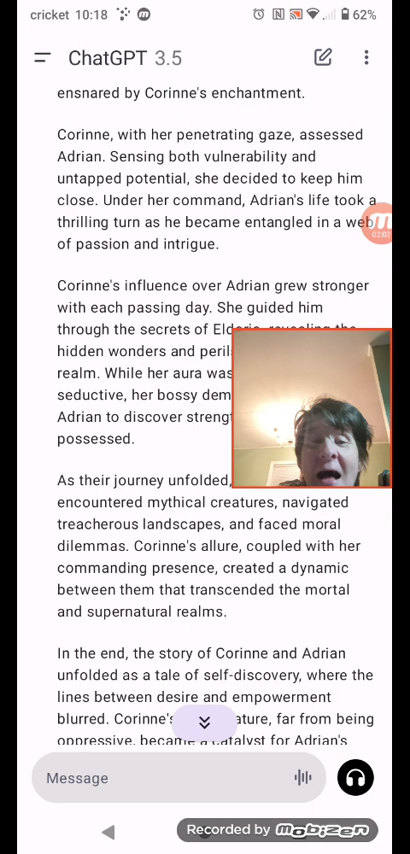 cricket 10:18 62%
ChatGPT 3.5
ensnared by Corinne's enchantment.
Corinne, with her penetrating gaze, assessed
Adrian. Sensing both vulnerability and
untapped potential, she decided to keep him
close. Under her command, Adrian's life took a
thrilling turn as he became entangled in a web
02:02
of passion and intrigue.
Corinne's influence over Adrian grew stronger
with each passing day. She guided him
through the secrets of
hidden wonders and
realm. While her aura was
seductive, her bossy
Adrian to discover
possessed.
As their journey unfolded,
encountered mythical creatures, navigated
treacherous landscapes, and faced moral
dilemmas. Corinne's allure, coupled with her
commanding presence, created a dynamic
between them that transcended the mortal
and supernatural realms.
In the end, the story of Corinne and Adrian
unfolded as a tale of self-discovery, where the
lines between desire and empowerment
blurred. far from being
oppressive, became a catalyst for Adrian's
Message
Recorded by mobizen